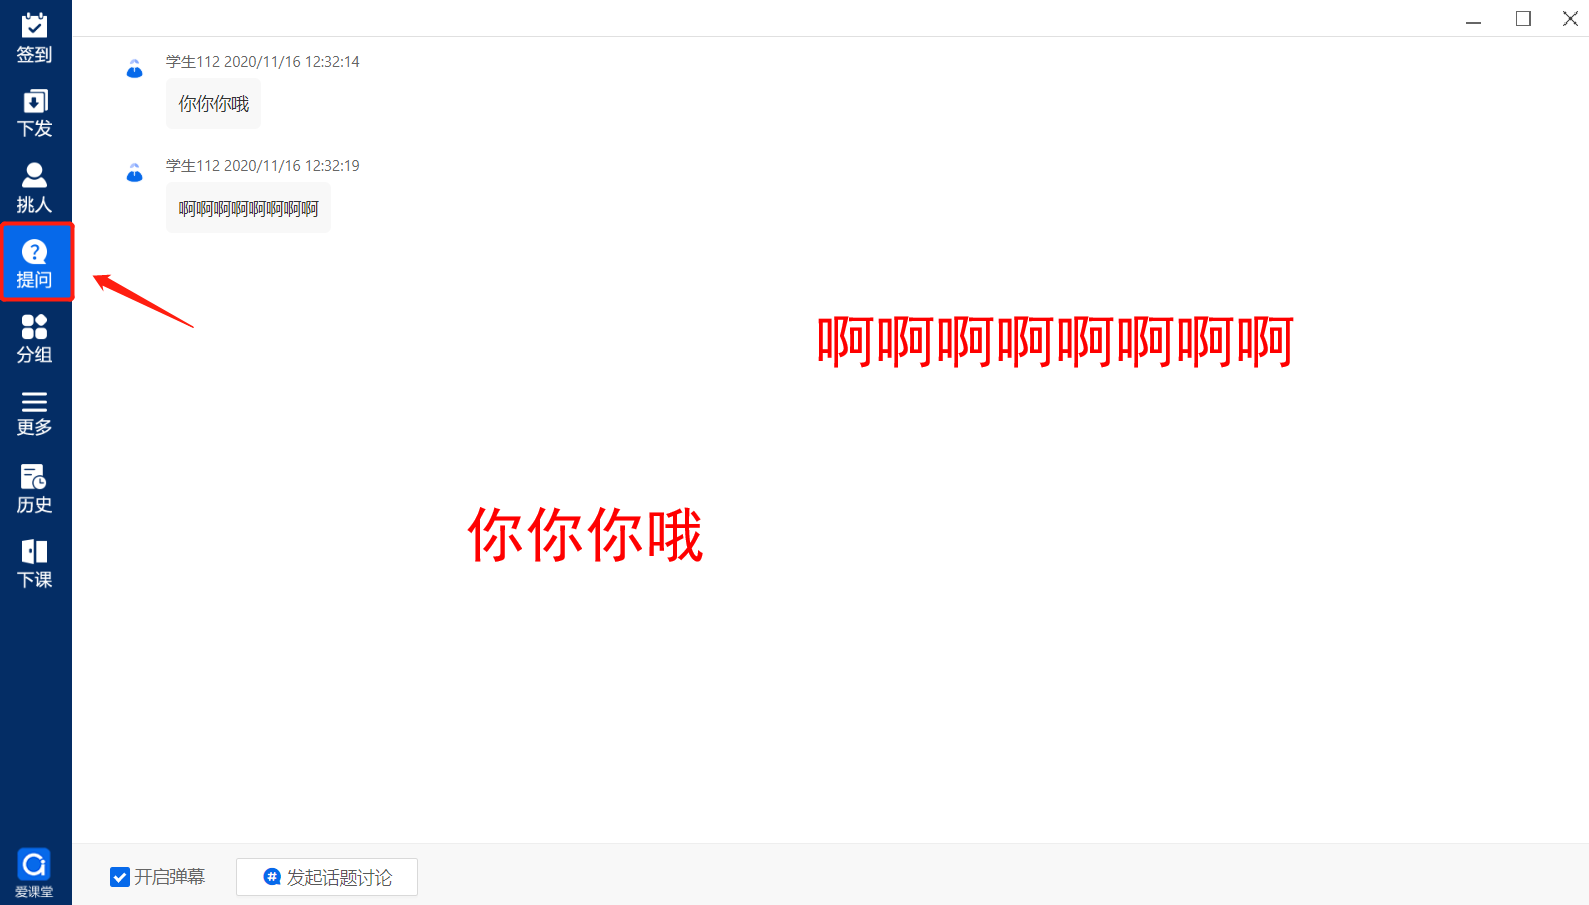 签到
下发
挑人
提问
分组
更多
历史
下课
爱课堂
学生112 2020/11/16 12:32:14
你你你哦
学生112 2020/11/16 12:32:19
啊啊啊啊啊啊啊啊
啊啊啊啊啊啊啊啊
你你你哦
开启弹幕
发起话题讨论